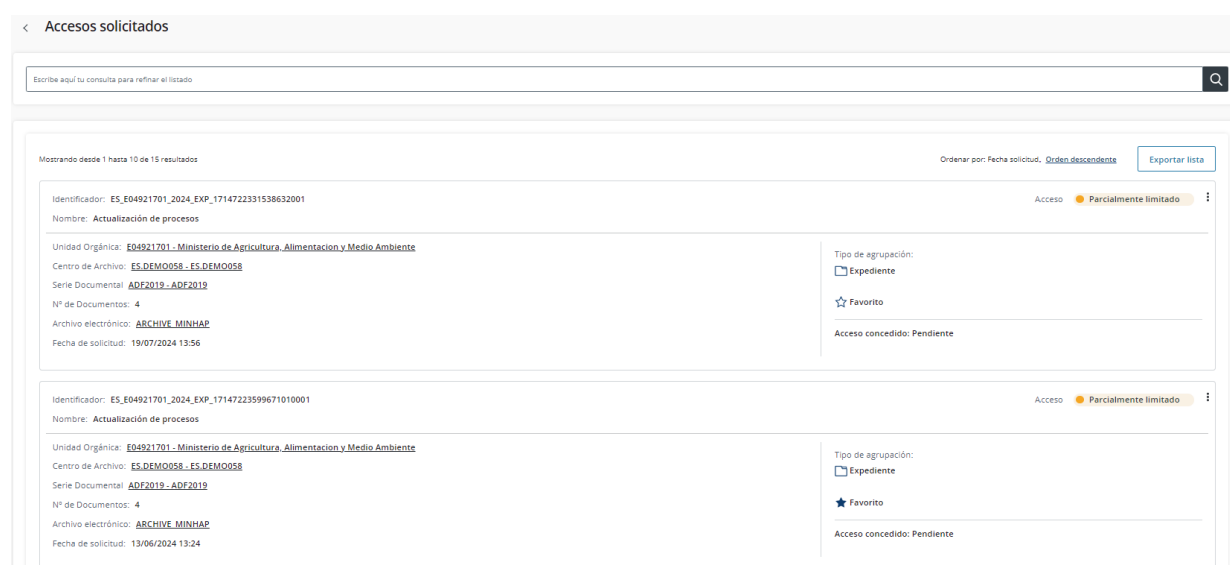 Accesos solicitados
Escribe aquí tu consulta para refinar el listado
Mostrando desde 1 hasta 10 de 15 resultados
Ordenar por: Fecha solicitud, Orden descendente
Exportar lista
Identificador: ES_E04921701_2024_EXP_1714722331538632001
Acceso Parcialmente limitado
Nombre: Actualización de procesos
Unidad Orgánica: E04921701 - Ministerio de Agricultura, Alimentacion y Medio Ambiente
Centro de Archivo: ES.DEMO058 - ES.DEMO058
Serie Documental ADF2019 - ADF2019
Nº de Documentos: 4
Archivo electrónico: ARCHIVE_MINHAP
Fecha de solicitud: 19/07/2024 13:56
Tipo de agrupación:
Expediente
Favorito
Acceso concedido: Pendiente
Identificador: ES_E04921701_2024_EXP_17147223599671010001
Acceso Parcialmente limitado
Nombre: Actualización de procesos
Unidad Orgánica: E04921701 - Ministerio de Agricultura, Alimentacion y Medio Ambiente
Centro de Archivo: ES.DEMO058 - ES.DEMO058
Serie Documental ADF2019 - ADF2019
Nº de Documentos: 4
Archivo electrónico: ARCHIVE_MINHAP
Fecha de solicitud: 13/06/2024 13:24
Tipo de agrupación:
Expediente
Favorito
Acceso concedido: Pendiente